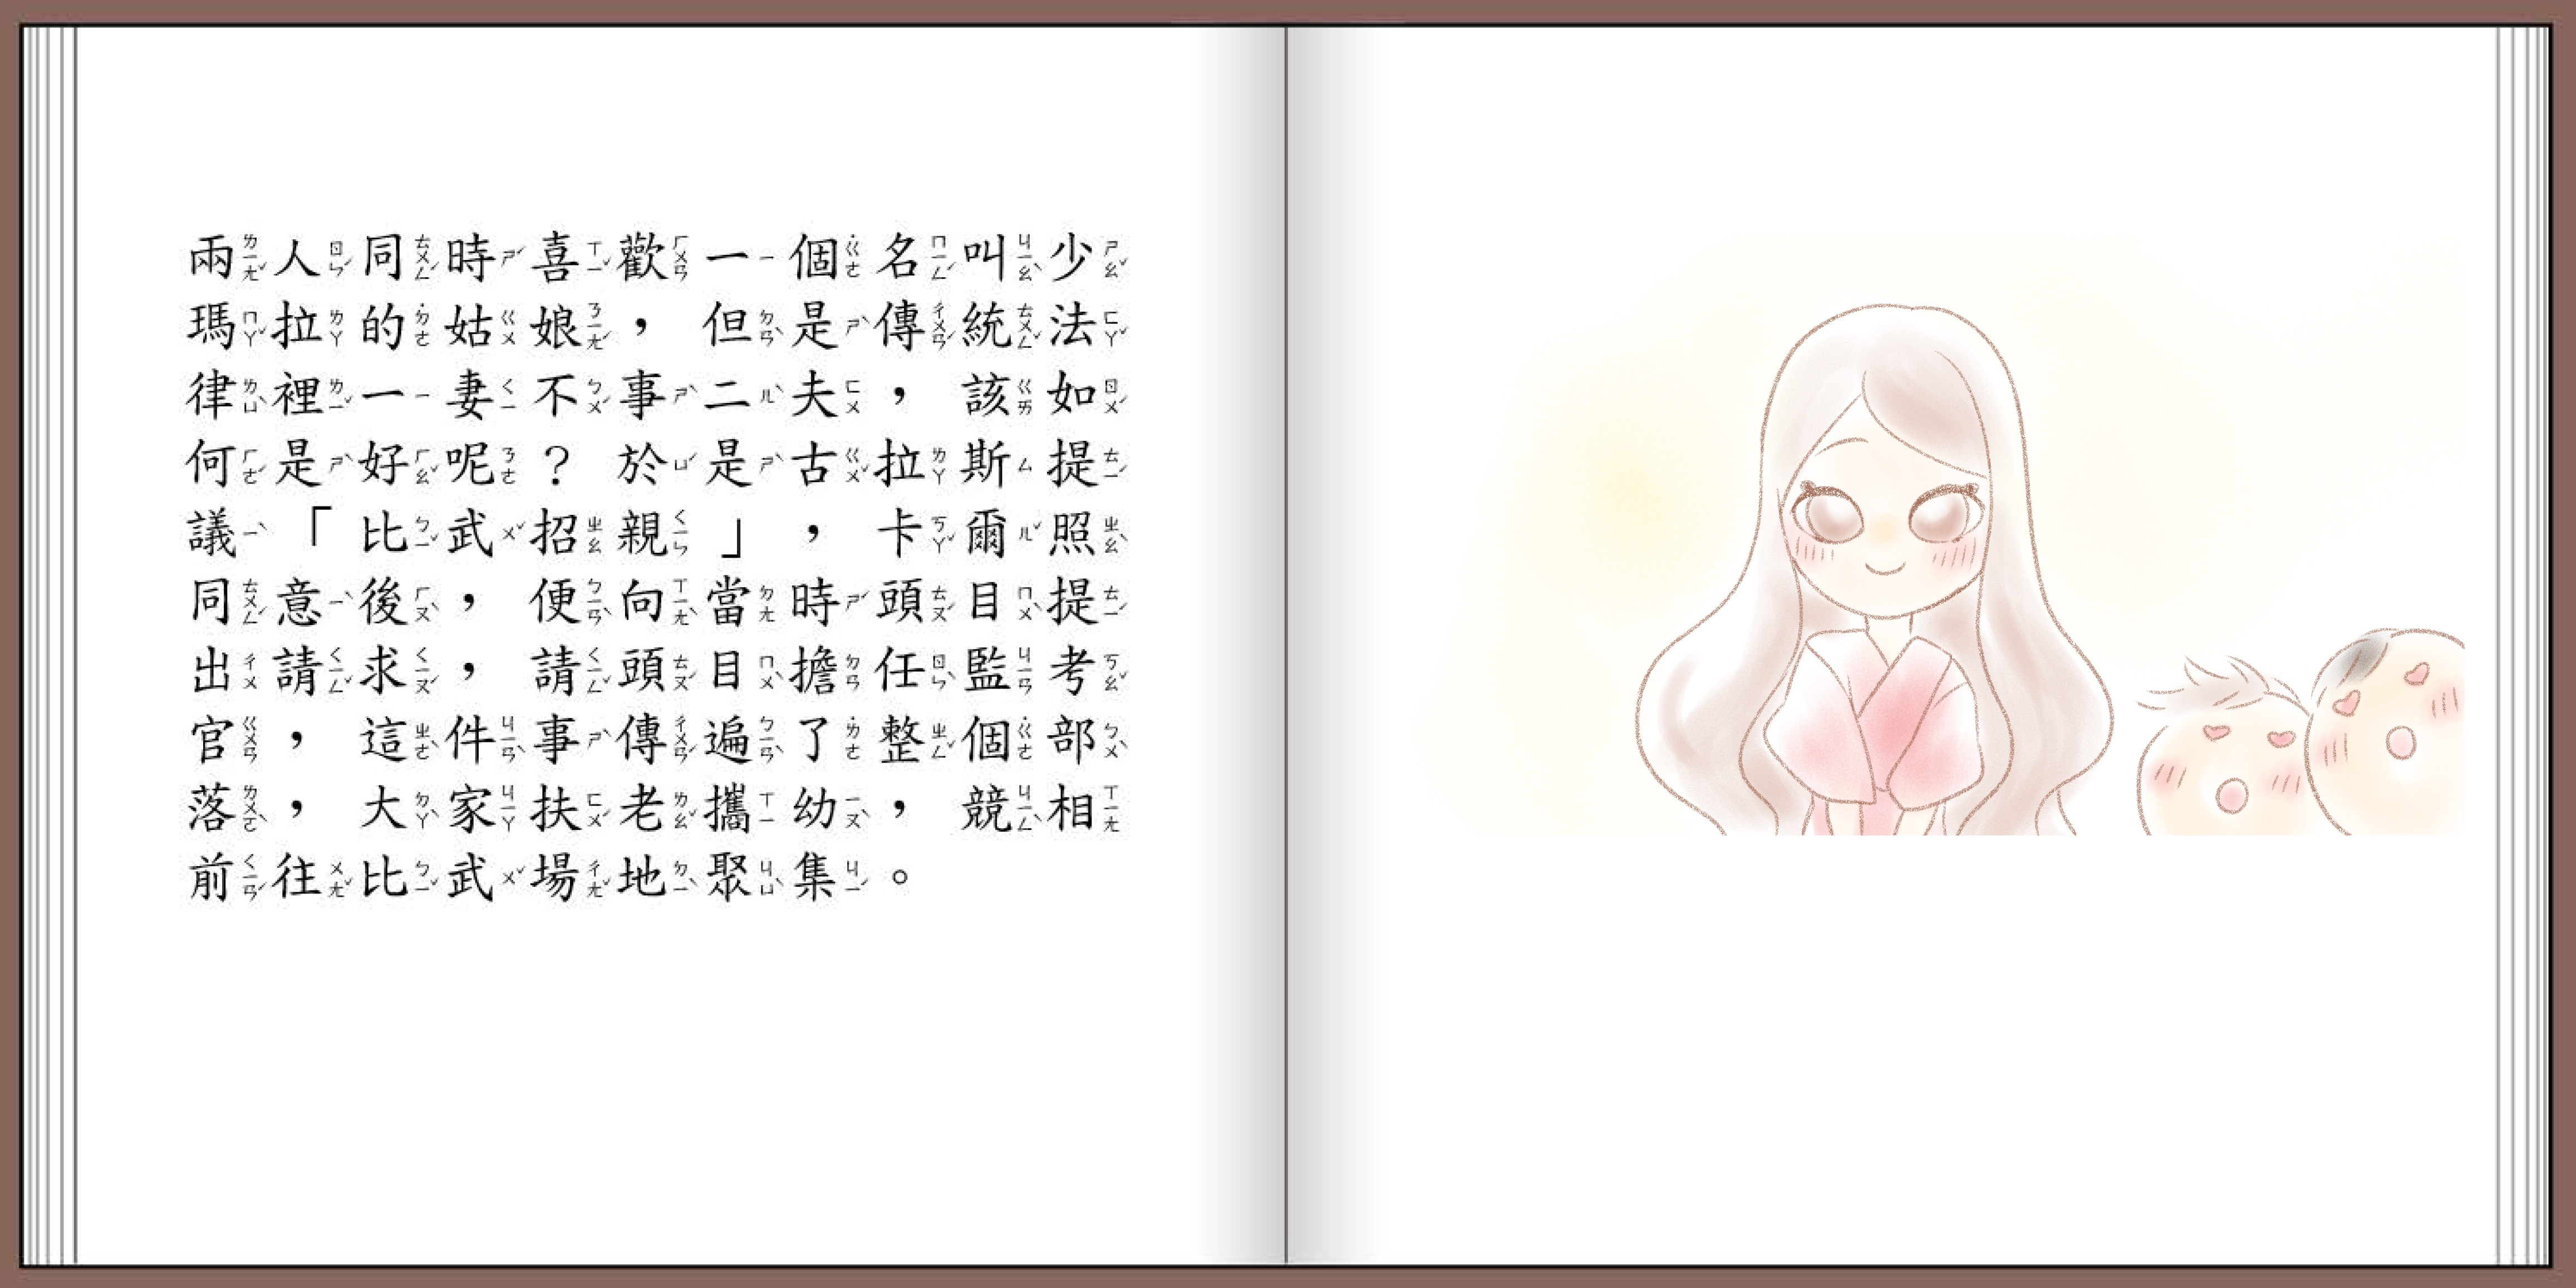 兩人同時喜歡一個名叫少
瑪拉的姑娘，但是傳統法
律裡一妻不事二夫，該如
何是好呢？於是古拉斯提
議「比武招親」，卡爾照
同意後，便向當時頭目提
出請求，請頭目擔任監考
官，這件事傳遍了整個部
落，大家扶老攜幼，競相
前往比武場地聚集。